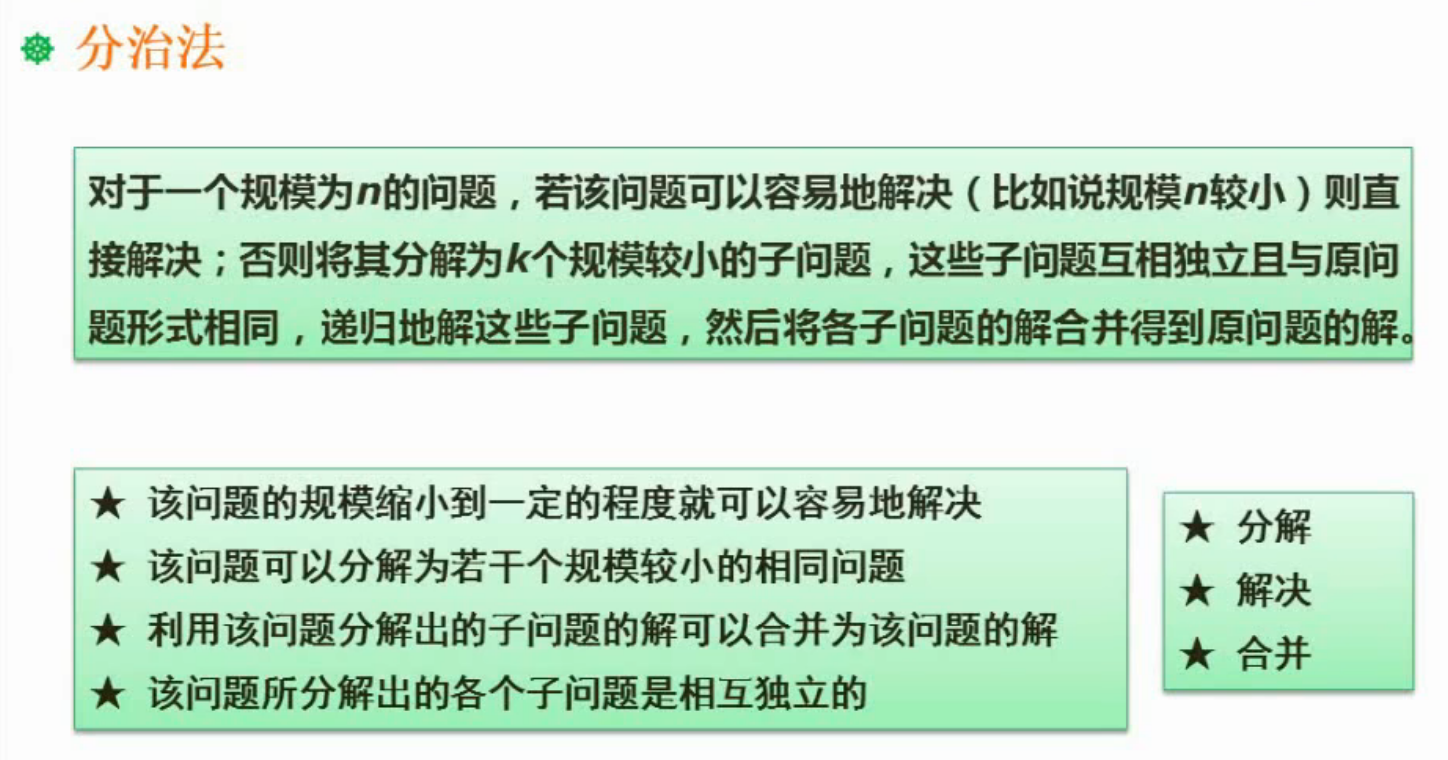 分治法
对于一个规模为n的问题，若该问题可以容易地解决（比如说规模n较小）则直
接解决；否则将其分解为k个规模较小的子问题，这些子问题互相独立且与原问
题形式相同，递归地解这些子问题，然后将各子问题的解合并得到原问题的解。
★ 该问题的规模缩小到一定的程度就可以容易地解决
★ 该问题可以分解为若干个规模较小的相同问题
★ 利用该问题分解出的子问题的解可以合并为该问题的解
★ 该问题所分解出的各个子问题是相互独立的
★ 分解
★ 解决
★ 合并